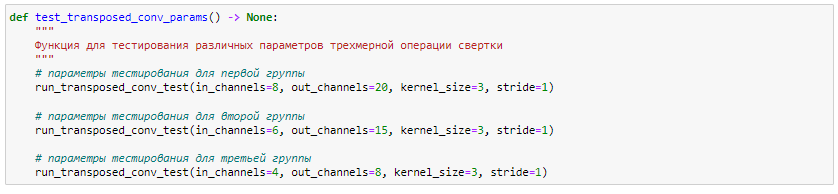 def test_transposed_conv_params() -> None:
"""
Функция для тестирования различных параметров трехмерной операции свертки
"""
# параметры тестирования для первой группы
run_transposed_conv_test(in_channels=8, out_channels=20, kernel_size=3, stride=1)
# параметры тестирования для второй группы
run_transposed_conv_test(in_channels=6, out_channels=15, kernel_size=3, stride=1)
# параметры тестирования для третьей группы
run_transposed_conv_test(in_channels=4, out_channels=8, kernel_size=3, stride=1)